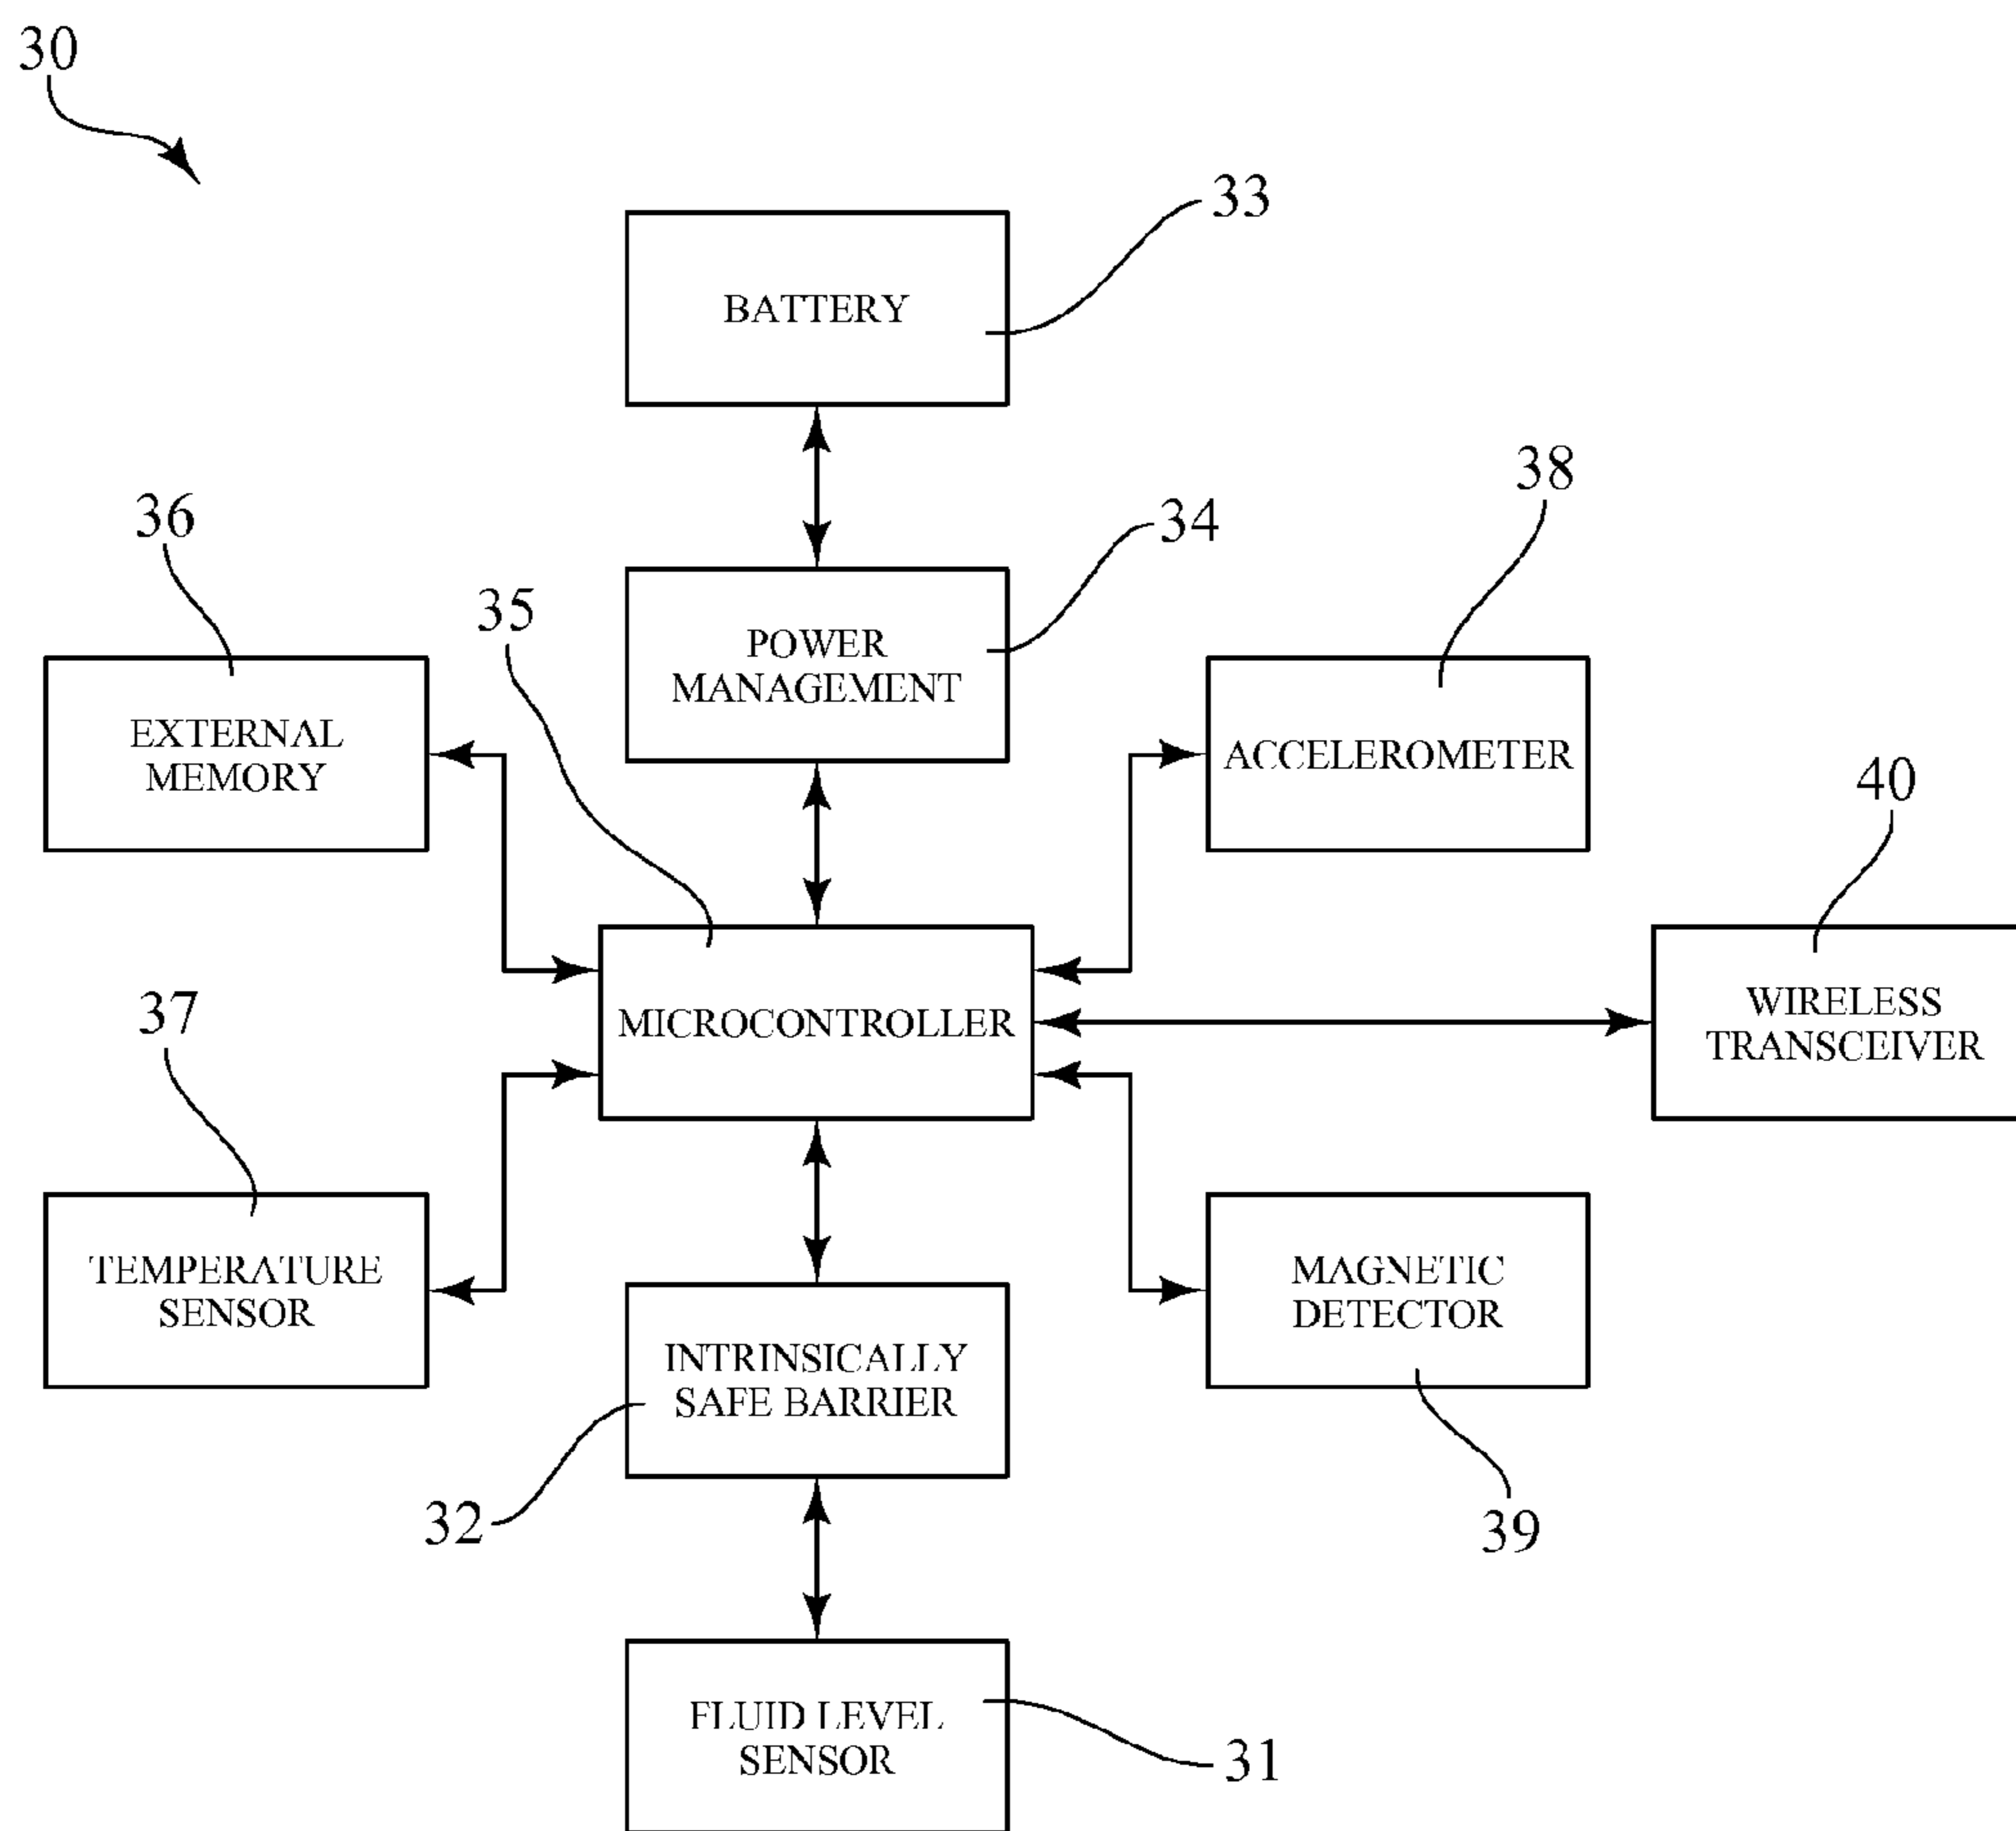 30
33
BATTERY
38
36
34
35
POWER
MANAGEMENT
EXTERNAL
MEMORY
ACCELEROMETER
40
37
MICROCONTROLLER
WIRELESS
TRANSCEIVER
TEMPERATURE
SENSOR
MAGNETIC
DETECTOR
INTRINSICALLY
SAFE BARRIER
32
39
FLUID LEVEL
SENSOR
31